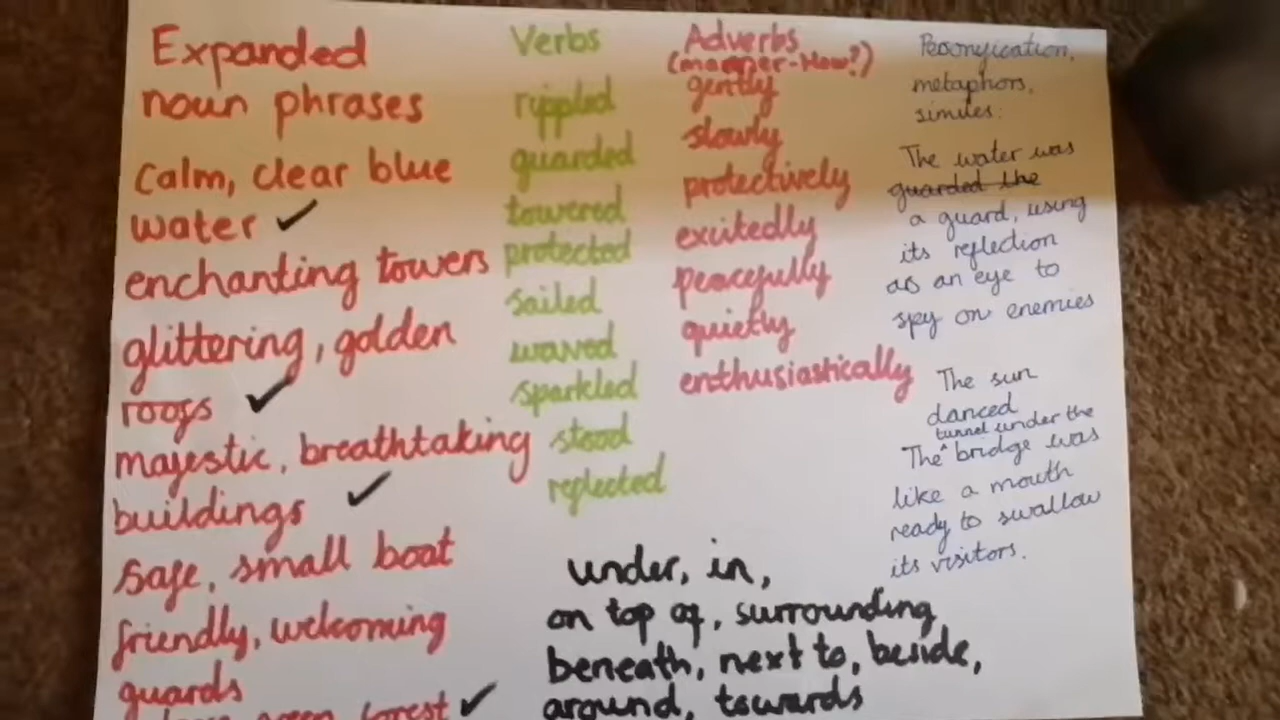 Expanded
noun phrases
calm, clear blue
water ✓
enchanting towers
glittering, golden
roofs ✓
majestic, breathtaking
buildings ✓
safe, small boat
friendly, welcoming
guards
green forest ✓
Verbs
rippled
guarded
towered
protected
sailed
waved
sparkled
stood
reflected
Adverbs
(manner-How?)
gently
slowly
protectively
excitedly
peacefully
quietly
enthusiastically
under, in,
on top of, surrounding
beneath, next to, beside,
around, towards
Personification,
metaphors,
similes:
The water was
guarded the
a guard, using
its reflection
as an eye to
spy on enemies
The sun
danced
tunnel under the
The ^ bridge was
like a mouth
ready to swallow
its visitors.